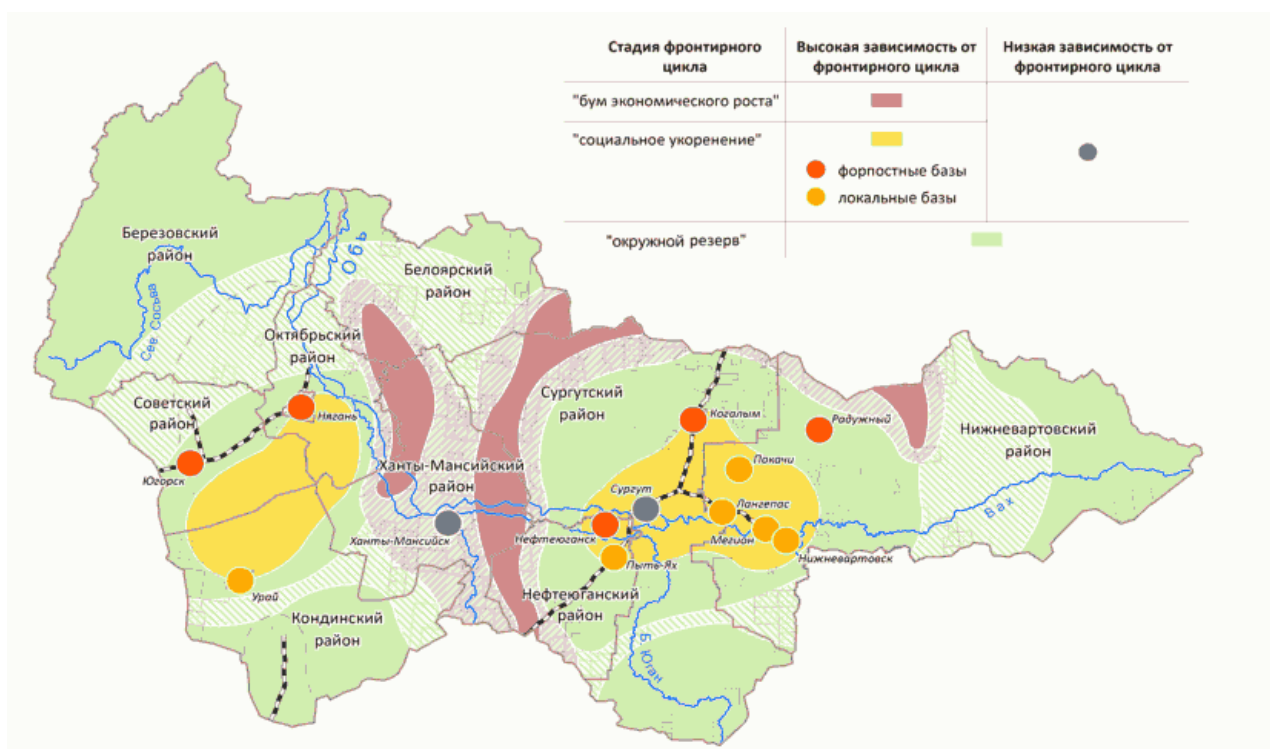 Стадия фронтирного
цикла
Высокая зависимость от
фронтирного цикла
Низкая зависимость от
фронтирного цикла
"бум экономического роста"
"социальное укоренение"
форпостные базы
локальные базы
"окружной резерв"
Березовский
район
Обь
Белоярский
район
Сев. Сосьва
Октябрьский
район
Советский
район
Нягань
Югорск
Сургутский
район
Когалым
Радужный
Нижневартовский
район
Ханты-Мансийский
район
Покачи
Сургут
Лангепас
Вах
Ханты-Мансийск
Нефтеюганск
Мегион
Нижневартовск
Пыть-Ях
Урай
Нефтеюганский
район
Кондинский
район
Б. Юган